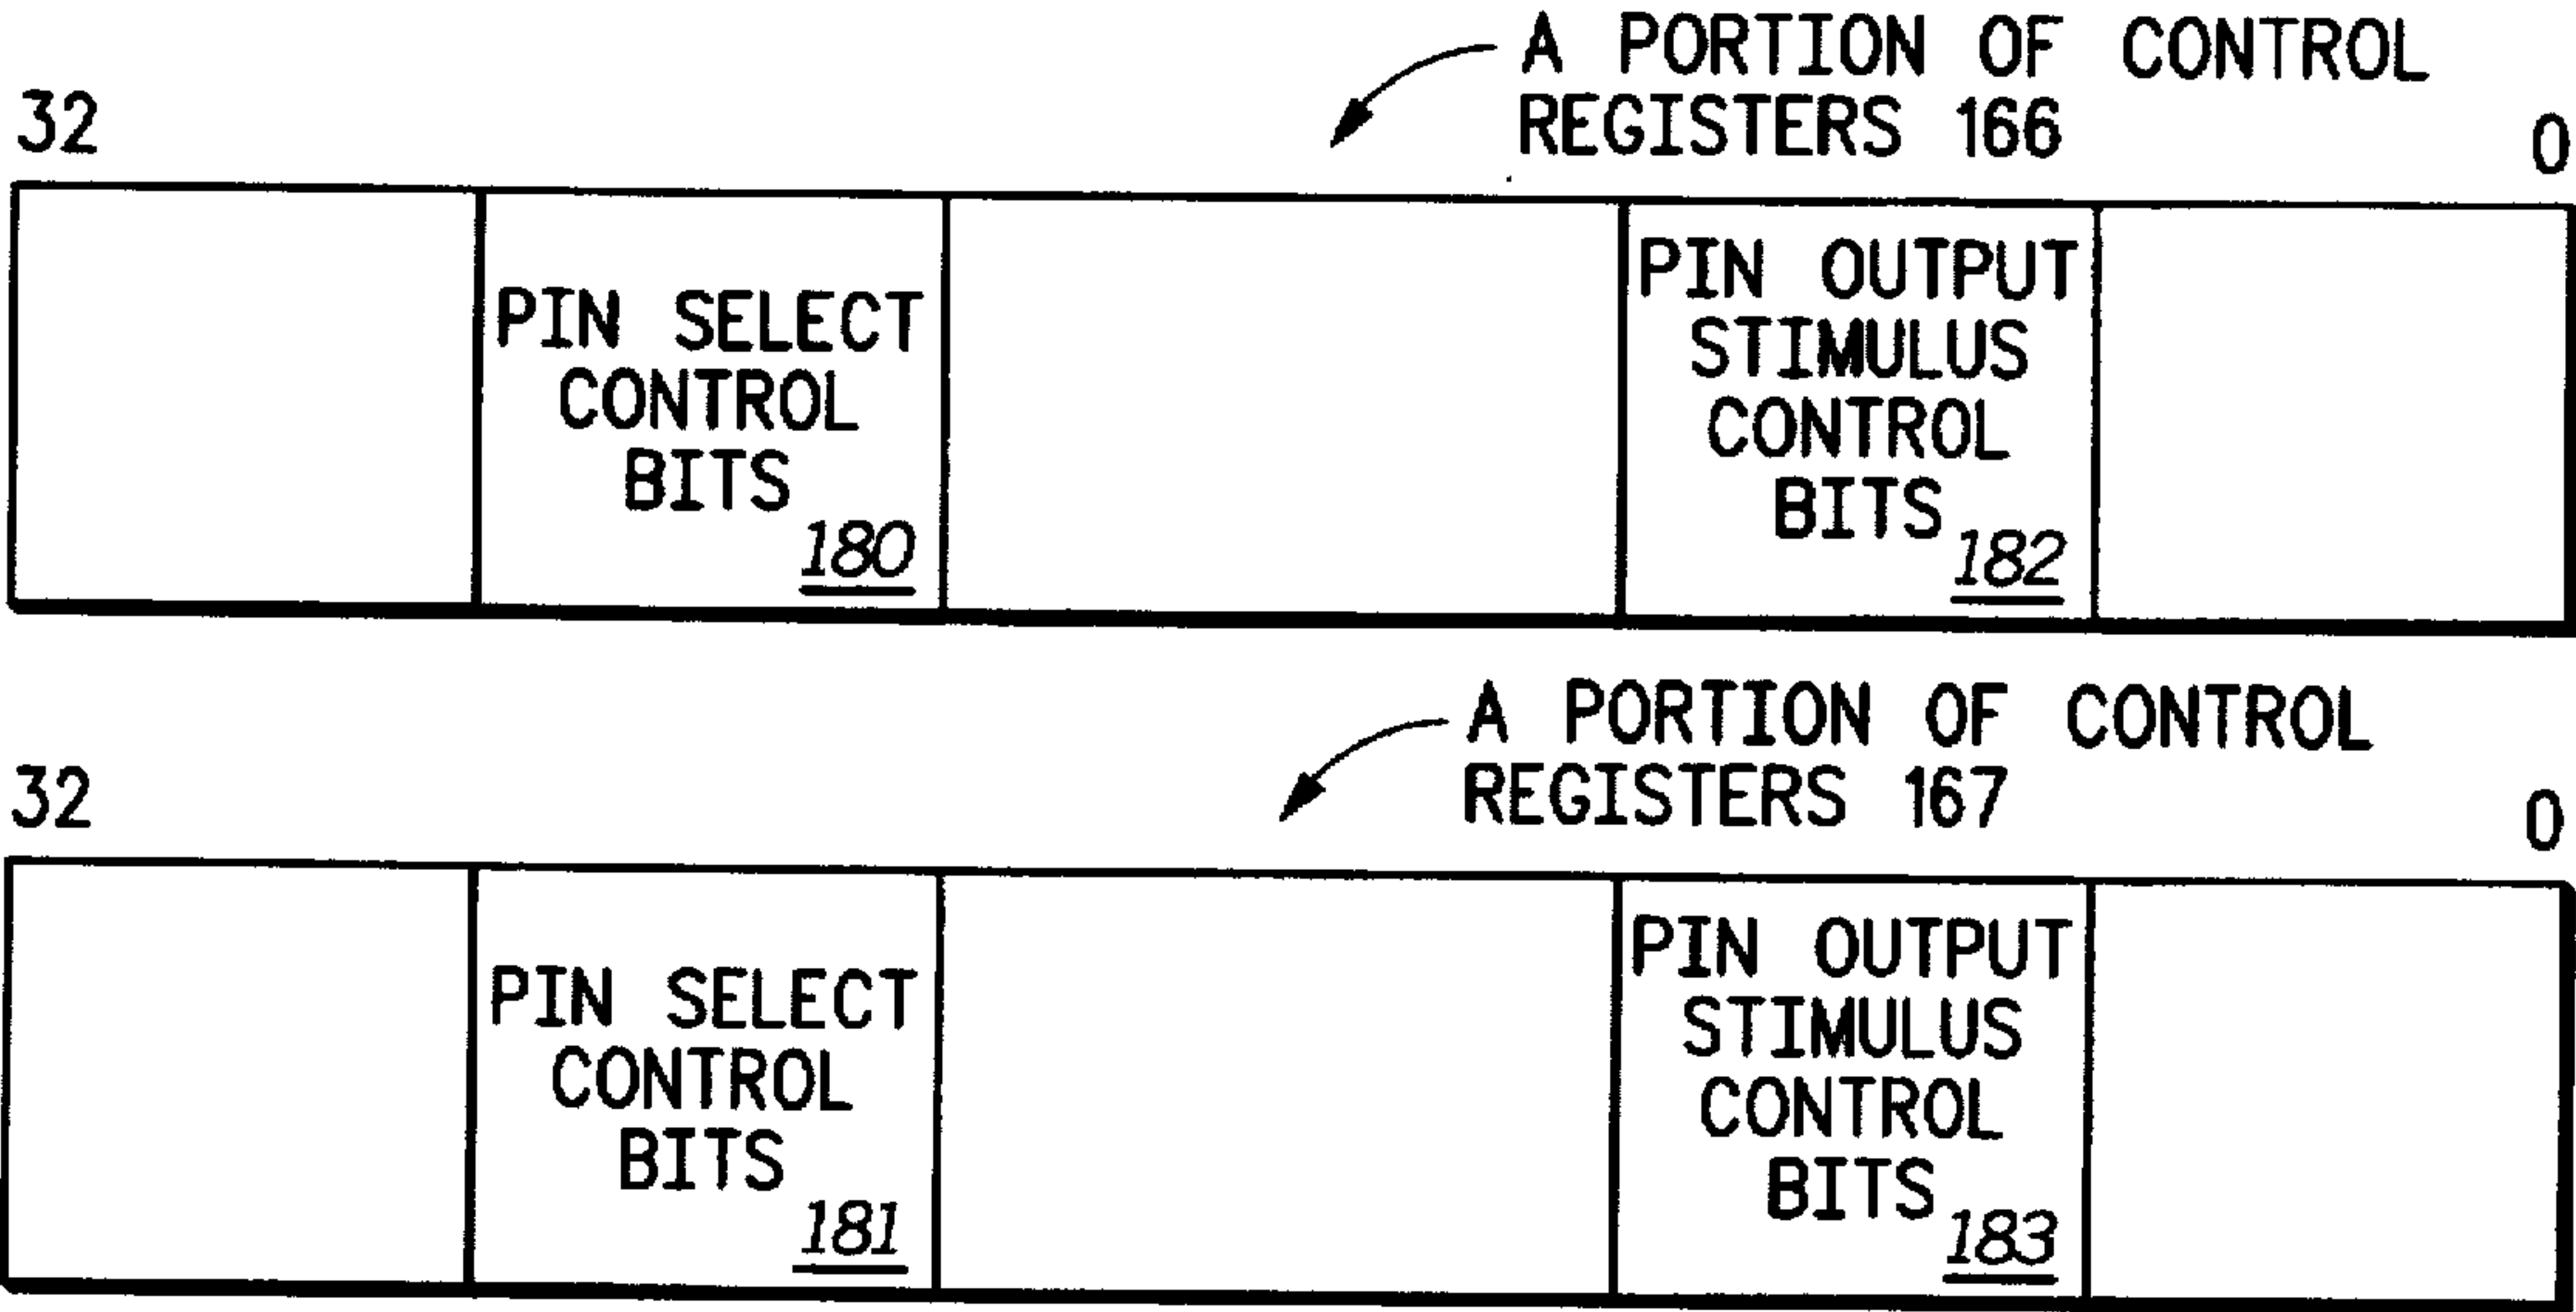 A PORTION OF CONTROL
REGISTERS 166
32
0
PIN SELECT
CONTROL
BITS
180
PIN OUTPUT
STIMULUS
CONTROL
BITS
182
A PORTION OF CONTROL
REGISTERS 167
32
0
PIN SELECT
CONTROL
BITS
181
PIN OUTPUT
STIMULUS
CONTROL
BITS
183